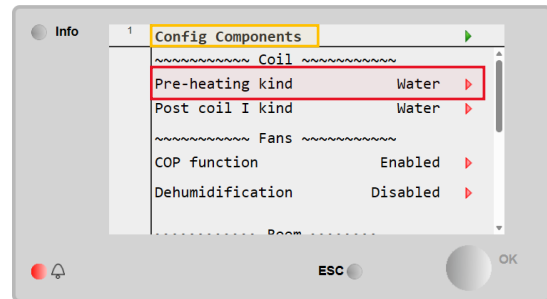 Info
1
Config Components
~~~~~~~~~~~ Coil ~~~~~~~~~~~
Pre-heating kind Water
Post coil I kind Water
~~~~~~~~~~~ Fans ~~~~~~~~~~~
COP function Enabled
Dehumidification Disabled
Room
ESC
OK